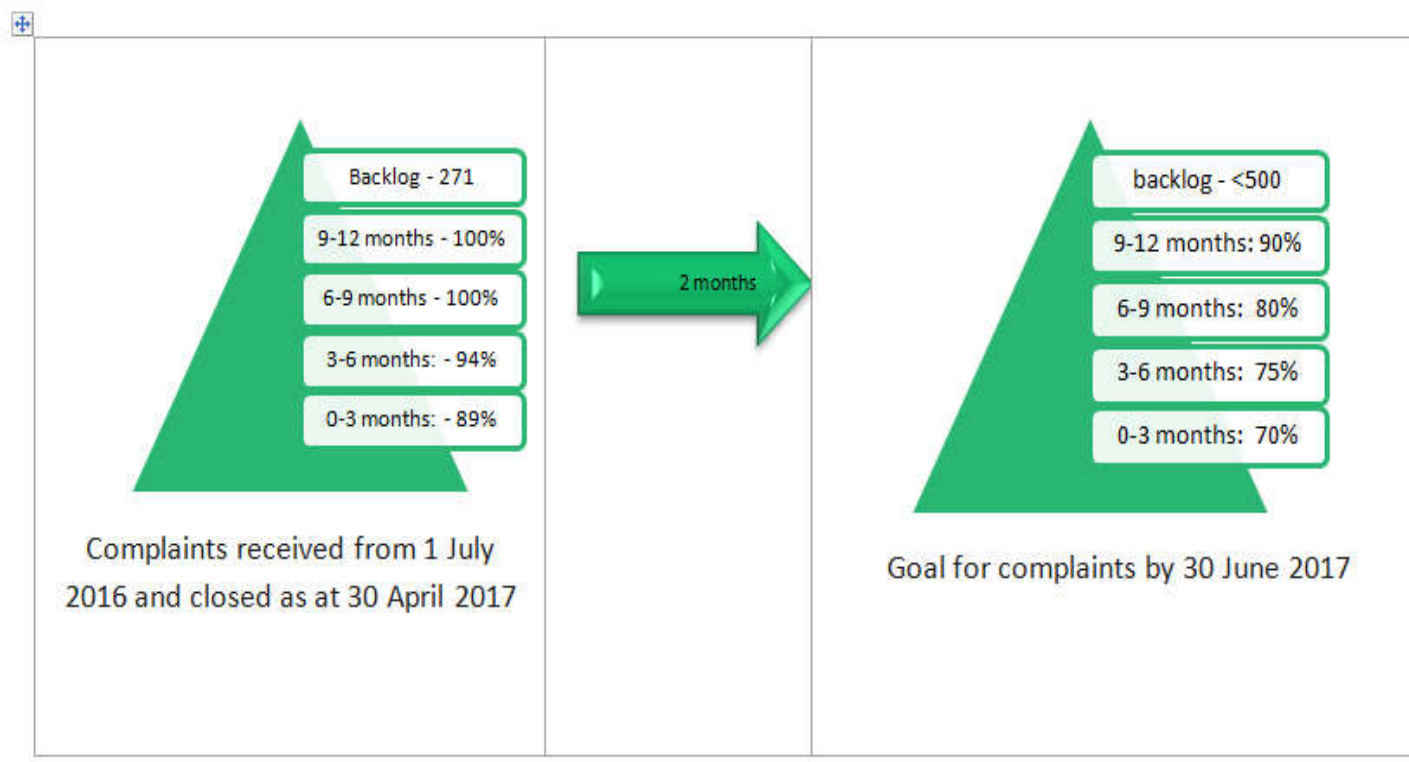 Backlog - 271
9-12 months - 100%
6-9 months - 100%
3-6 months: - 94%
0-3 months: - 89%
Complaints received from 1 July
2016 and closed as at 30 April 2017
2 months
backlog - <500
9-12 months: 90%
6-9 months: 80%
3-6 months: 75%
0-3 months: 70%
Goal for complaints by 30 June 2017